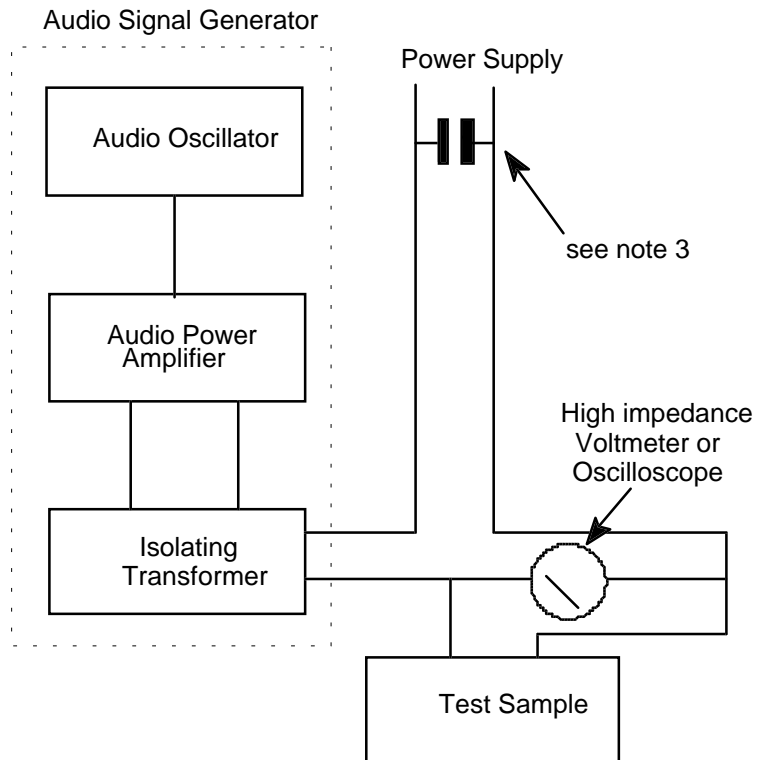 Audio Signal Generator
Power Supply
Audio Oscillator
see note 3
Audio Power
Amplifier
High impedance
Voltmeter or
Oscilloscope
Isolating
Transformer
Test Sample